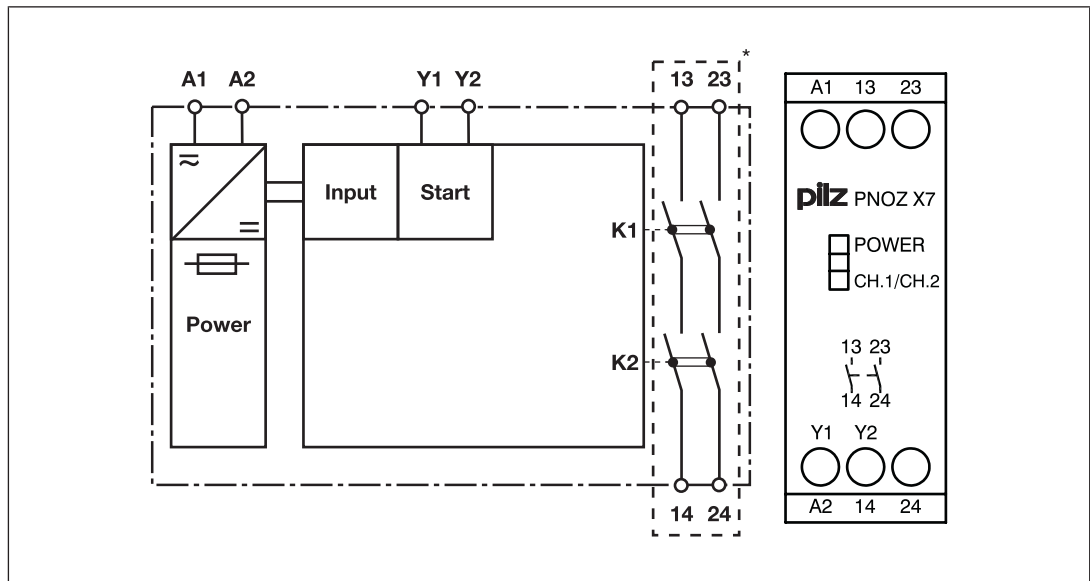 *
A1 A2 Y1 Y2 13 23
Input Start
Power
K1
K2
14 24
A1 13 23
pilz PNOZ X7
POWER
CH.1/CH.2
13 23
14 24
Y1 Y2
A2 14 24